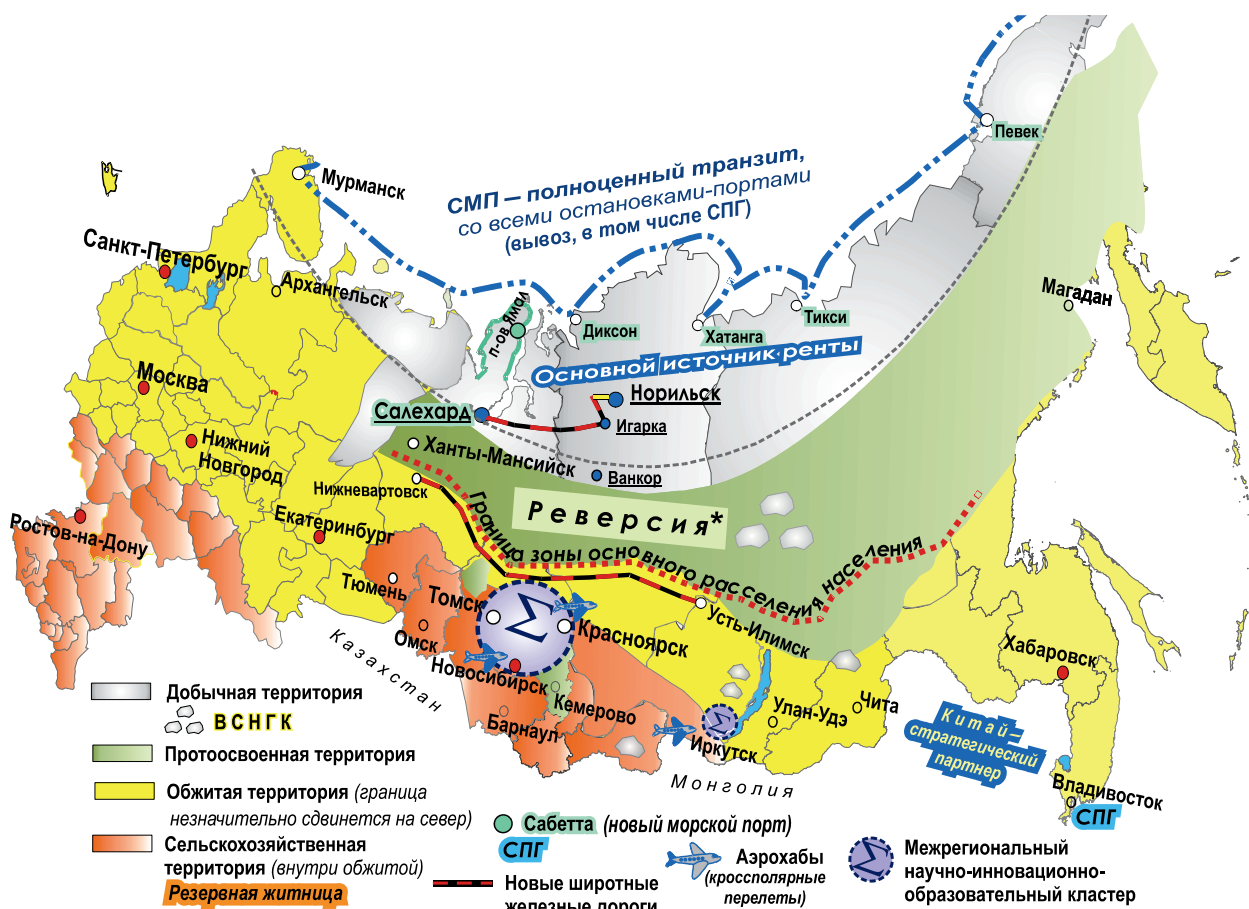 Певек
СМП — полноценный транзит,
со всеми остановками-портами
(вывоз, в том числе СПГ)
Мурманск
Санкт-Петербург
Архангельск
п-ов Ямал
Диксон
Хатанга
Тикси
Магадан
Основной источник ренты
Москва
Салехард
Норильск
Игарка
Нижний
Новгород
Ханты-Мансийск
Ванкор
Нижневартовск
Реверсия*
Граница зоны основного расселения населения
Ростов-на-Дону
Екатеринбург
Тюмень
Томск
Σ
Красноярск
Усть-Илимск
Омск
Новосибирск
Казахстан
Кемерово
Барнаул
Хабаровск
Улан-Удэ
Чита
Σ
Иркутск
Монголия
Китай —
стратегический
партнер
Владивосток
СПГ
Добычная территория
ВСНГК
Протоосвоенная территория
Обжитая территория (граница
незначительно сдвинется на север)
Сельскохозяйственная
территория (внутри обжитой)
Резервная житница
Сабетта (новый морской порт)
СПГ
Новые широтные
железные дороги
Аэрохабы
(кроссполярные
перелеты)
Σ
Межрегиональный
научно-инновационно-
образовательный кластер